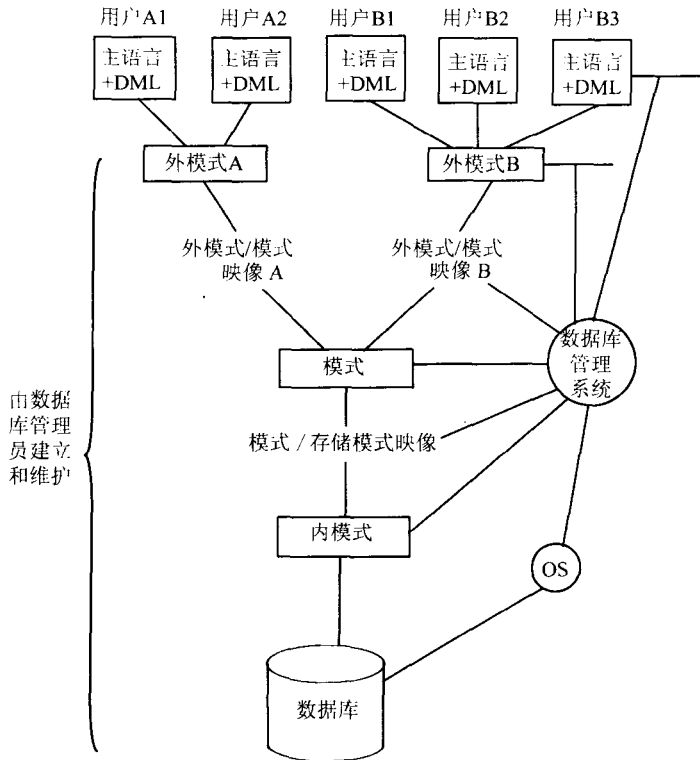 用户A1 用户A2 用户B1 用户B2 用户B3
主语言 主语言 主语言 主语言 主语言
+DML +DML +DML +DML +DML
外模式A 外模式B
外模式/模式 外模式/模式
映像 A 映像 B
数据库
管理
系统
模式
由数据
库管理
员建立
和维护
模式 / 存储模式映像
内模式
OS
数据库